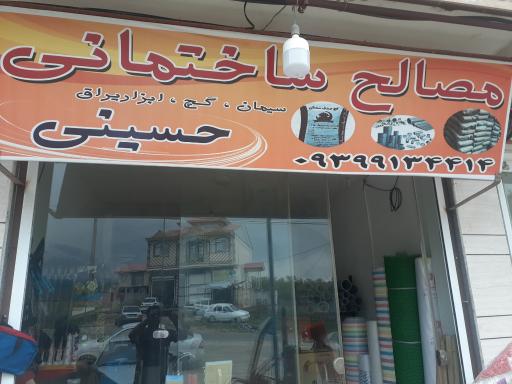 مصالح ساختمانی
سیمان ، گچ ، ابزاریراق
حسینی
۰۹۳۹۹۱۳۴۴۱۴